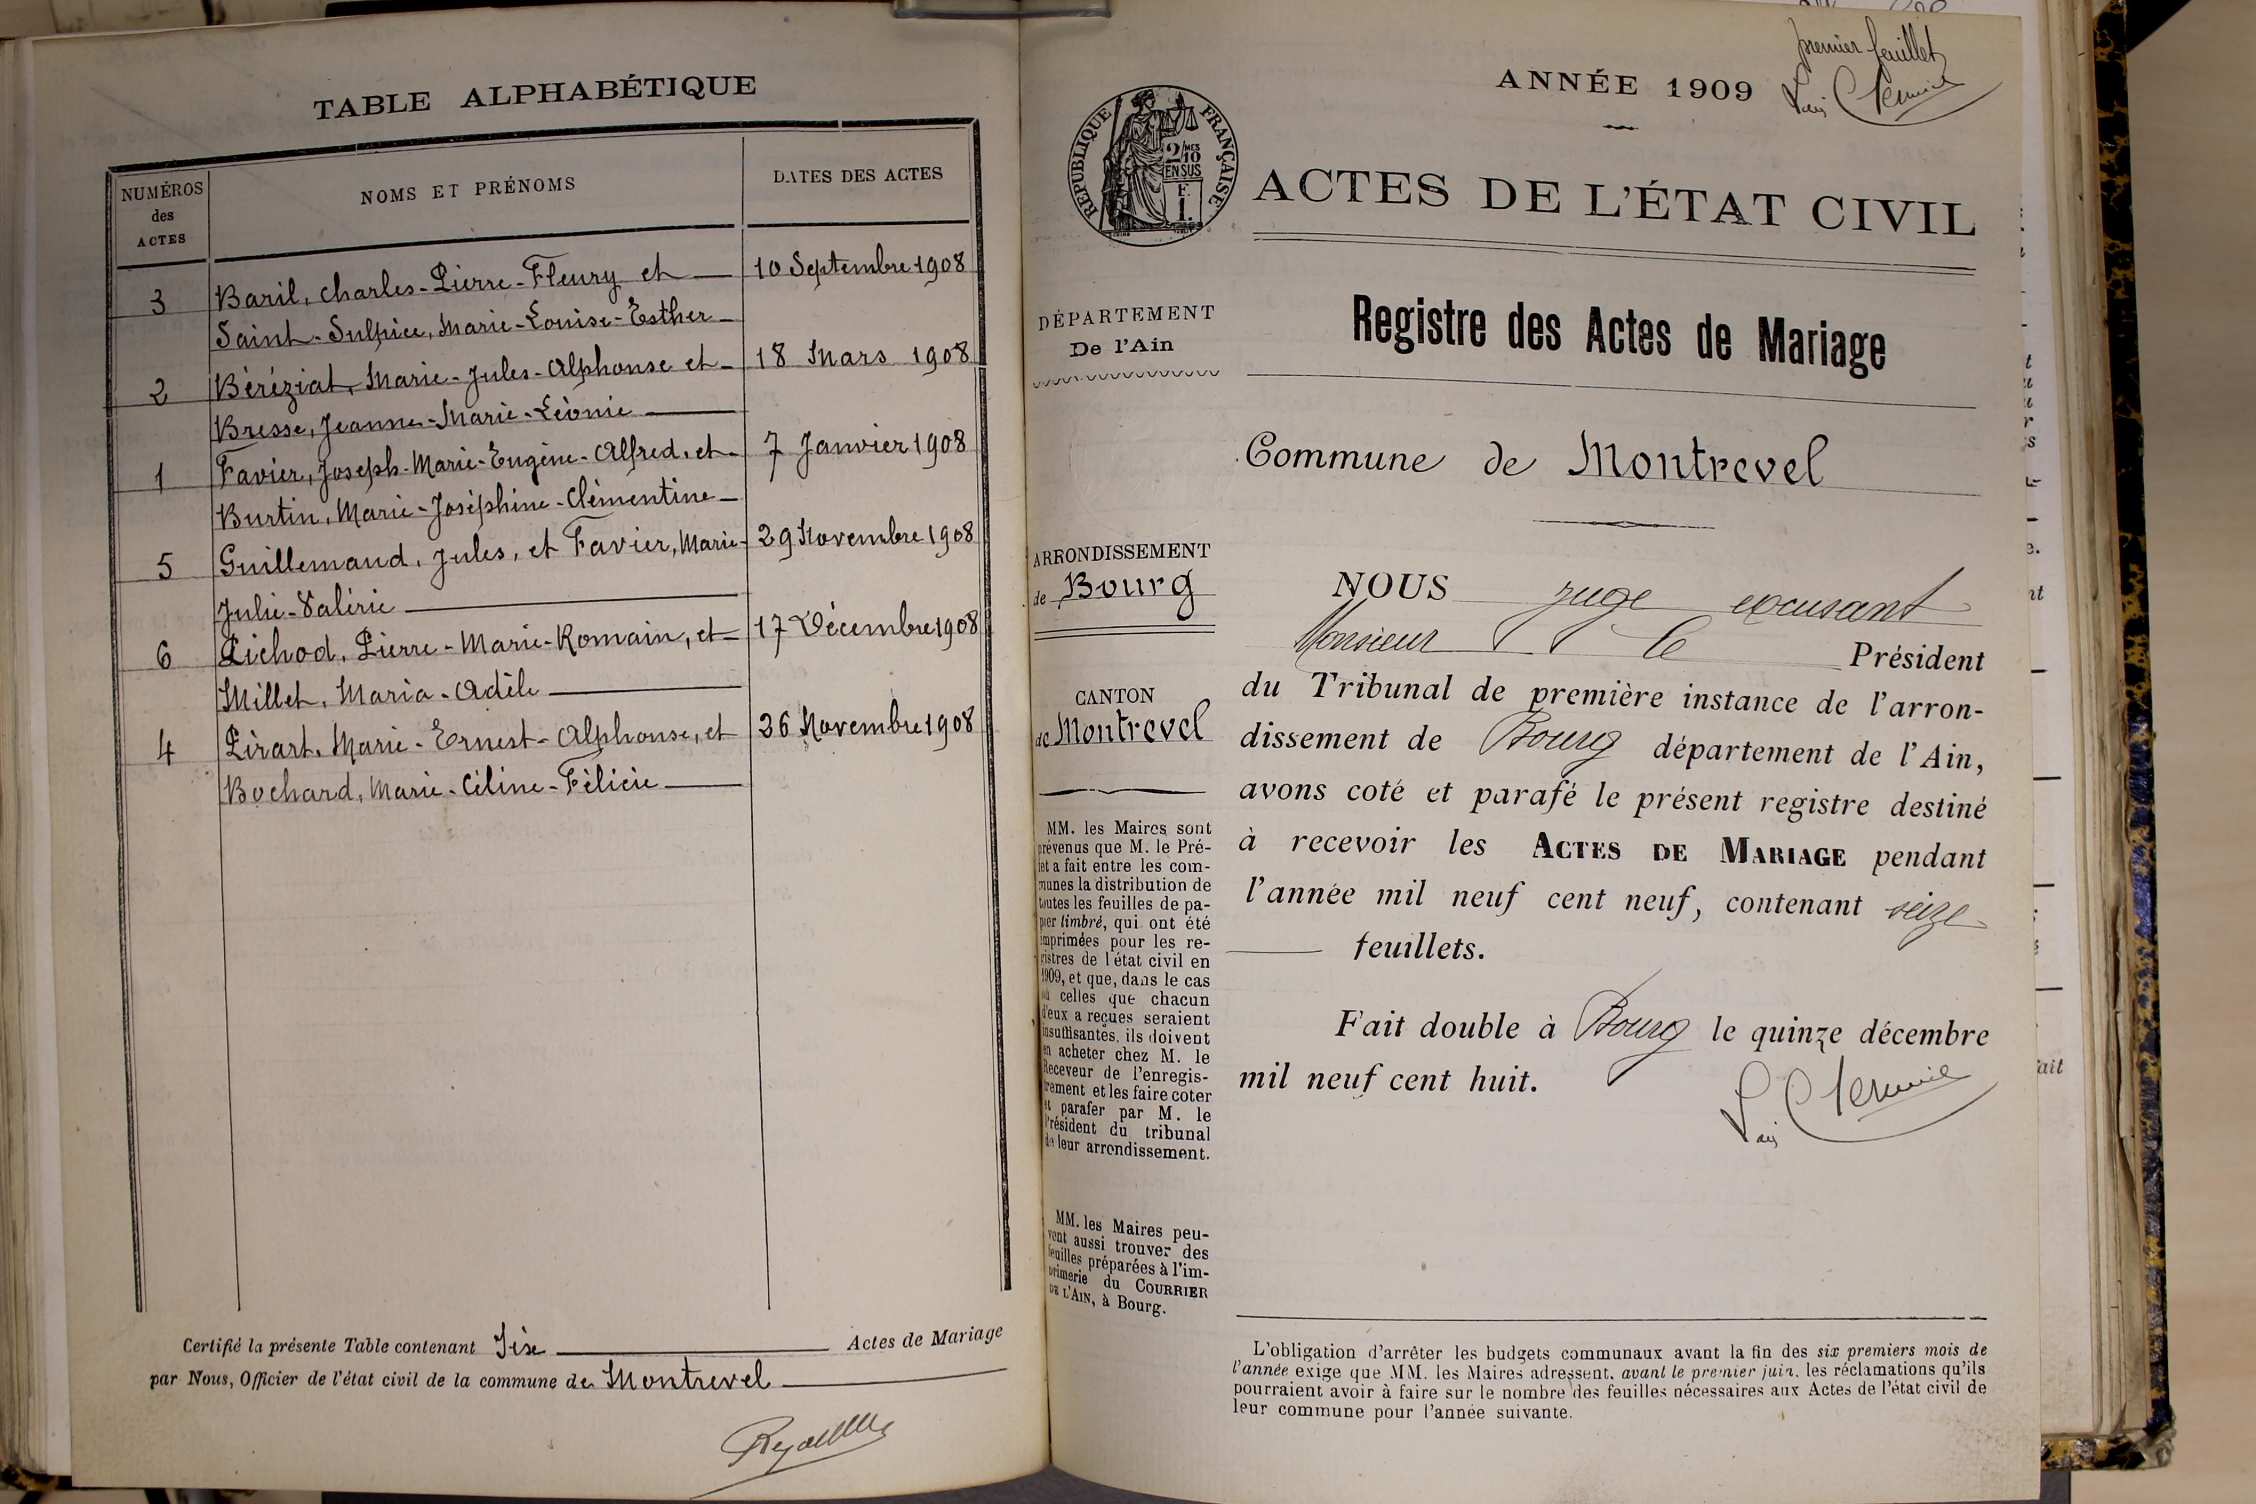 TABLE ALPHABÉTIQUE
NUMÉROS
des
ACTES
NOMS ET PRÉNOMS
DATES DES ACTES
3 Baril, Charles-Pierre-Fleury et 10 Septembre 1908
Saint-Sulpice, Marie-Louise-Esther
2 Béréziat, Marie-Jules-Alphonse et 18 Mars 1908
Bresse, Jeanne-Marie-Léonie
1 Favier, Joseph-Marie-Eugène-Alfred, et 7 Janvier 1908
Burtin, Marie-Joséphine-Clémentine
5 Guillemaud, Jules, et Favier, Marie- 29 Novembre 1908
Julie-Valérie
6 Pichod, Pierre-Marie-Romain, et 17 Décembre 1908
Millet, Maria-Adèle
4 Pirart, Marie-Ernest-Alphonse, et 26 Novembre 1908
Bochard, Marie-Céline-Félicie
Certifié la présente Table contenant Six Actes de Mariage
par Nous, Officier de l'état civil de la commune de Montrevel
premier feuillet
ANNÉE 1909
RÉPUBLIQUE FRANÇAISE
2/10MES
EN SUS
F.
1.
ACTES DE L'ÉTAT CIVIL
DÉPARTEMENT
De l'Ain
Registre des Actes de Mariage
Commune de Montrevel
ARRONDISSEMENT
de Bourg
CANTON
de Montrevel
MM. les Maires sont
prévenus que M. le Pré-
fet a fait entre les com-
munes la distribution de
toutes les feuilles de pa-
pier timbré, qui ont été
imprimées pour les re-
gistres de l'état civil en
1909, et que, dans le cas
où celles que chacun
d'eux a reçues seraient
insuffisantes, ils doivent
en acheter chez M. le
Receveur de l'enregis-
trement et les faire coter
et parafer par M. le
Président du tribunal
de leur arrondissement.
MM. les Maires peu-
vent aussi trouver des
feuilles préparées à l'im-
primerie du COURRIER
DE L'AIN, à Bourg.
NOUS juge excusant
Monsieur le Président
du Tribunal de première instance de l'arron-
dissement de Bourg département de l'Ain,
avons coté et parafé le présent registre destiné
à recevoir les ACTES DE MARIAGE pendant
l'année mil neuf cent neuf, contenant seize
feuillets.
Fait double à Bourg le quinze décembre
mil neuf cent huit.
L'obligation d'arrêter les budgets communaux avant la fin des six premiers mois de
l'année exige que MM. les Maires adressent, avant le premier juin, les réclamations qu'ils
pourraient avoir à faire sur le nombre des feuilles nécessaires aux Actes de l'état civil de
leur commune pour l'année suivante.